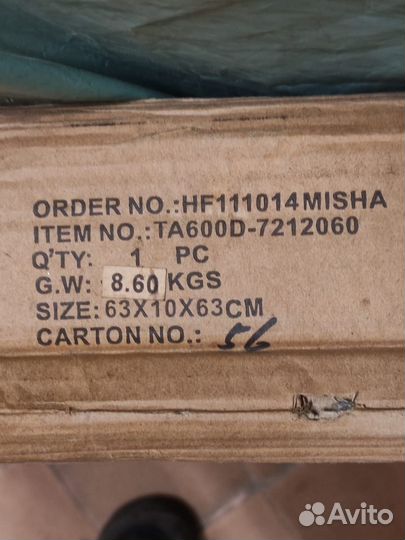 ORDER NO.:HF111014MISHA
ITEM NO.:TA600D-7212060
Q'TY: 1 PC
G.W: 8.60 KGS
SIZE: 63X10X63CM
CARTON NO.: 56
Avito